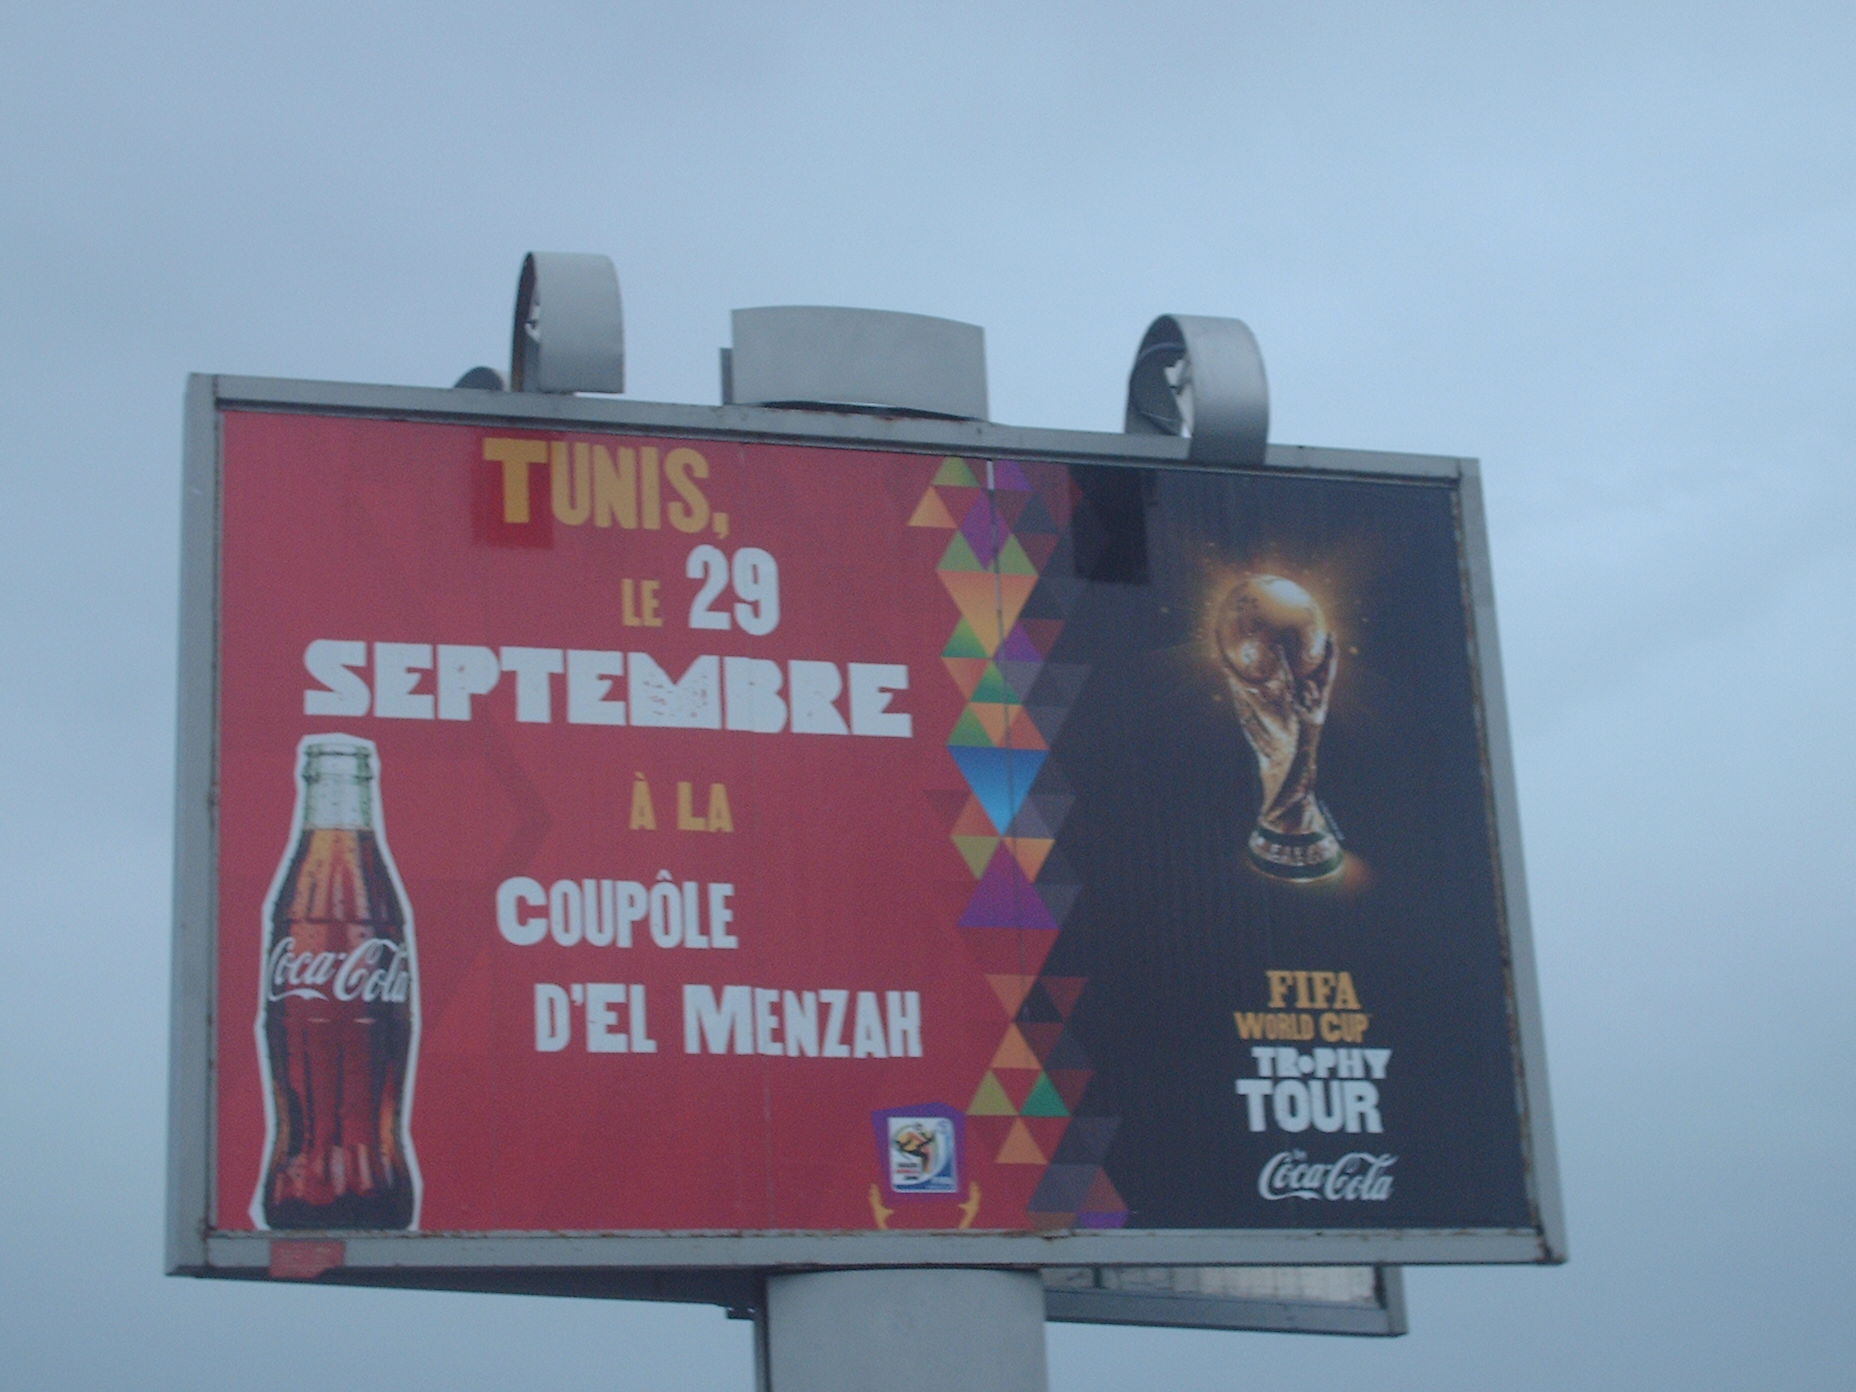 TUNIS,
LE 29
SEPTEMBRE
À LA
COUPÔLE
D'EL MENZAH
Coca-Cola
FIFA
WORLD CUP
TROPHY
TOUR
Coca-Cola